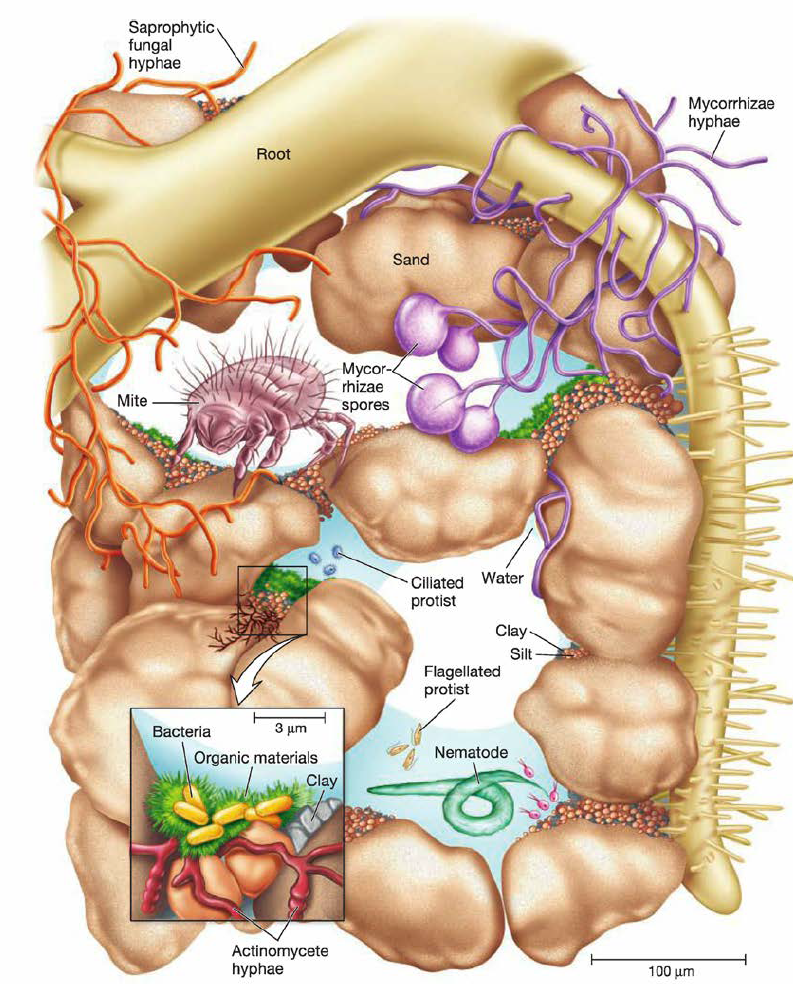 Saprophytic
fungal
hyphae
Mycorrhizae
hyphae
Root
Sand
Mycor-
rhizae
spores
Mite
Ciliated
protist
Water
Clay
Silt
Flagellated
protist
3 μm
Bacteria
Organic materials
Clay
Nematode
Actinomycete
hyphae
100 μm